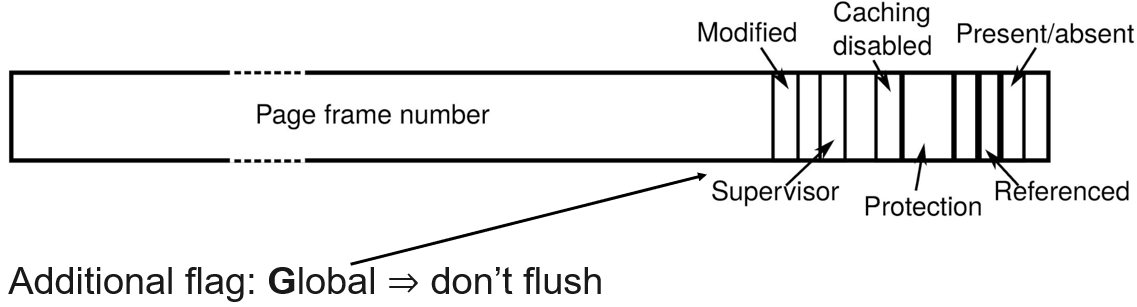 Caching
Modified disabled Present/absent
Page frame number
Supervisor Protection Referenced
Additional flag: Global ⇒ don’t flush